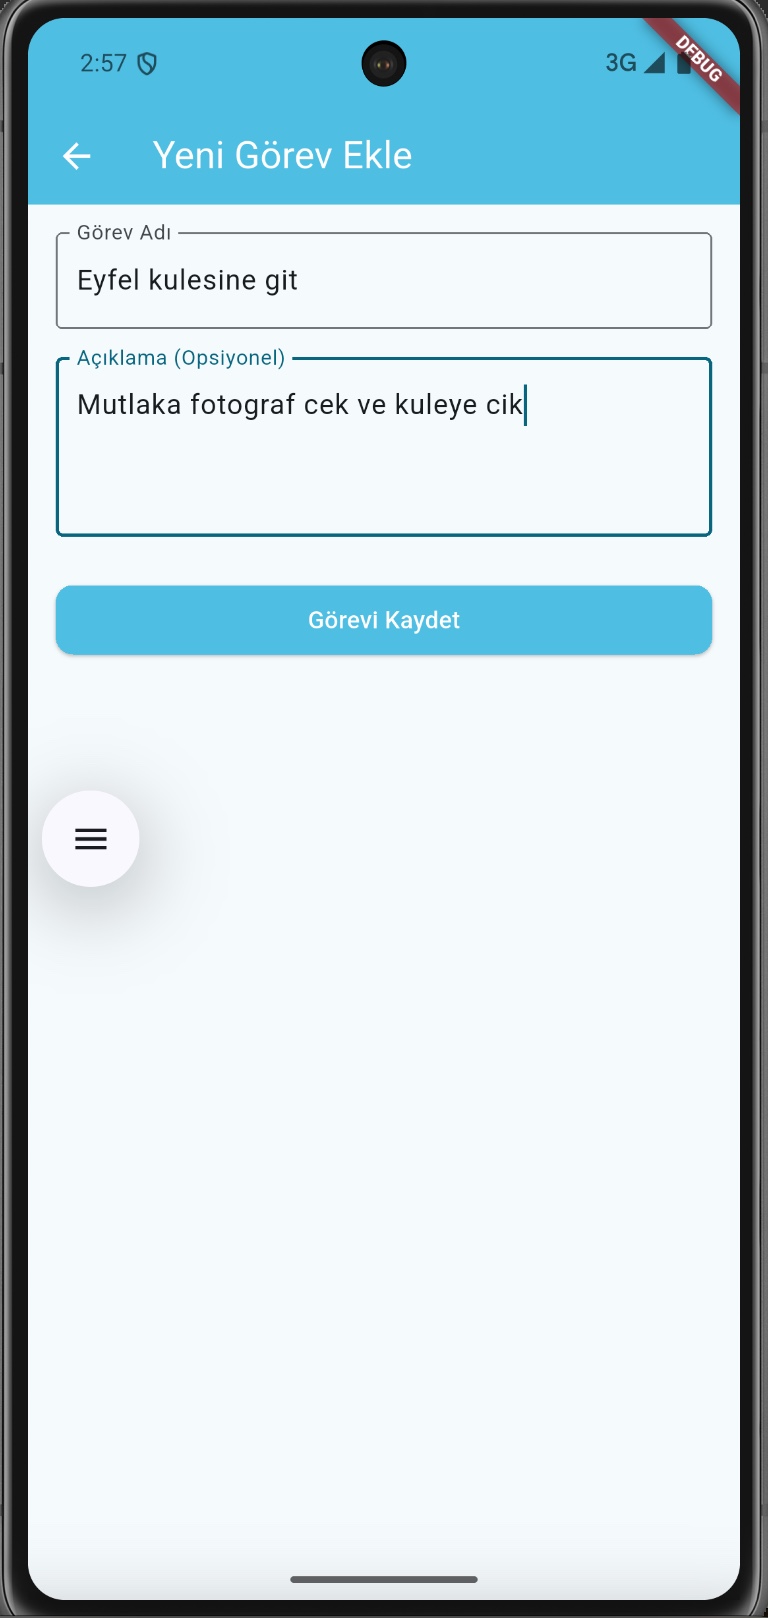 2:57
3G
DEBUG
Yeni Görev Ekle
Görev Adı
Eyfel kulesine git
Açıklama (Opsiyonel)
Mutlaka fotograf cek ve kuleye cik
Görevi Kaydet